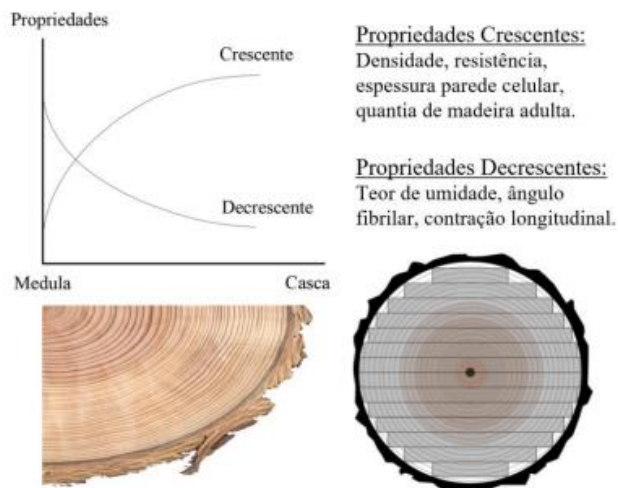 Propriedades
Crescente
Decrescente
Medula
Casca
Propriedades Crescentes:
Densidade, resistência,
espessura parede celular,
quantia de madeira adulta.
Propriedades Decrescentes:
Teor de umidade, ângulo
fibrilar, contração longitudinal.